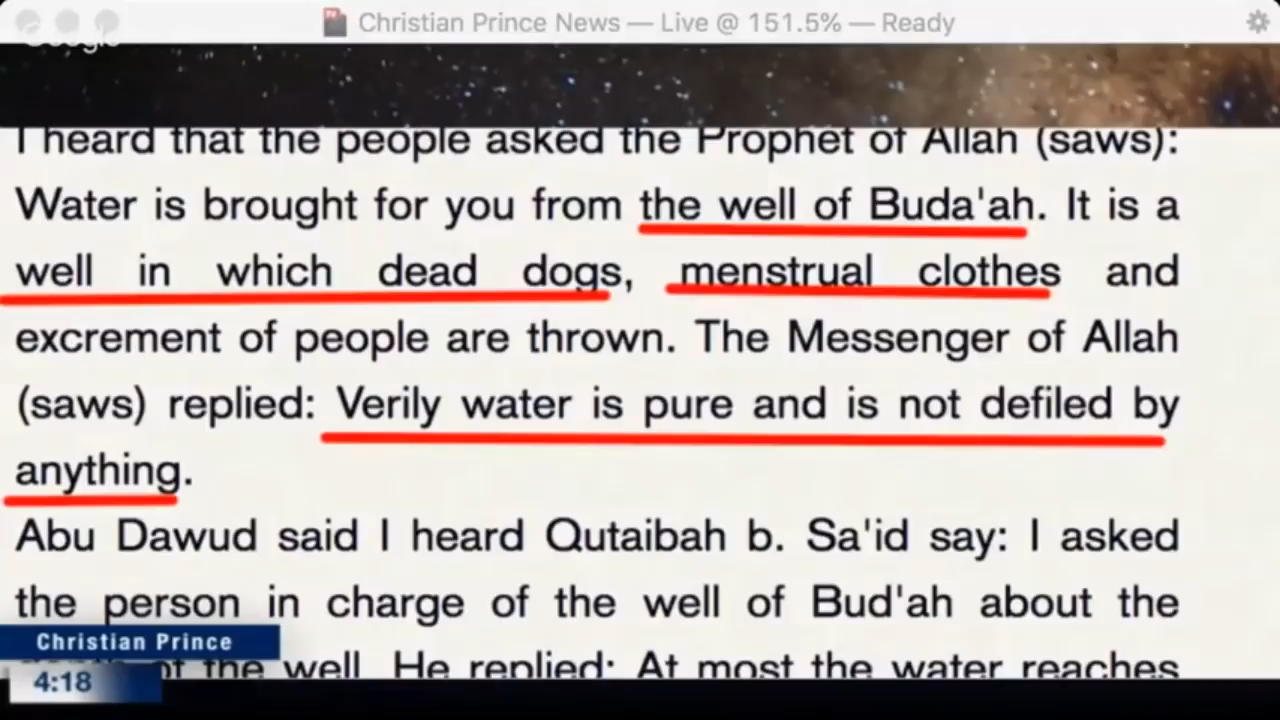 Christian Prince News — Live @ 151.5% — Ready
Google
I heard that the people asked the Prophet of Allah (saws):
Water is brought for you from the well of Buda'ah. It is a
well in which dead dogs, menstrual clothes and
excrement of people are thrown. The Messenger of Allah
(saws) replied: Verily water is pure and is not defiled by
anything.
Abu Dawud said I heard Qutaibah b. Sa'id say: I asked
the person in charge of the well of Bud'ah about the
of the well. He replied: At most the water reaches
Christian Prince
4:18